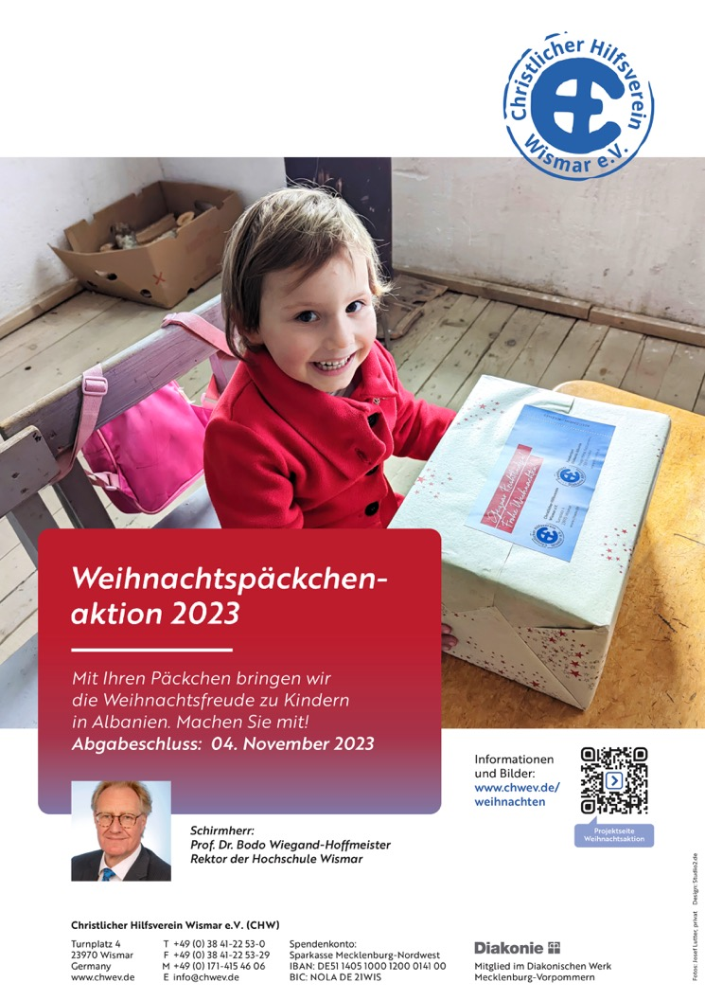 Christlicher Hilfsverein
Wismar e.V.
Frohe Weihnachten
Weihnachtspäckchen-
aktion 2023
Mit Ihren Päckchen bringen wir
die Weihnachtsfreude zu Kindern
in Albanien. Machen Sie mit!
Abgabeschluss: 04. November 2023
Informationen
und Bilder:
www.chwev.de/
weihnachten
Projektseite
Weihnachtsaktion
Schirmherr:
Prof. Dr. Bodo Wiegand-Hoffmeister
Rektor der Hochschule Wismar
Christlicher Hilfsverein Wismar e.V. (CHW)
Turnplatz 4
23970 Wismar
Germany
www.chwev.de
T +49 (0) 38 41-22 53-0
F +49 (0) 38 41-22 53-29
M +49 (0) 171-415 46 06
E info@chwev.de
Spendenkonto:
Sparkasse Mecklenburg-Nordwest
IBAN: DE51 1405 1000 1200 0141 00
BIC: NOLA DE 21WIS
Diakonie
Mitglied im Diakonischen Werk
Mecklenburg-Vorpommern
Fotos: Josef Lutter, privat Design: Studio2.de